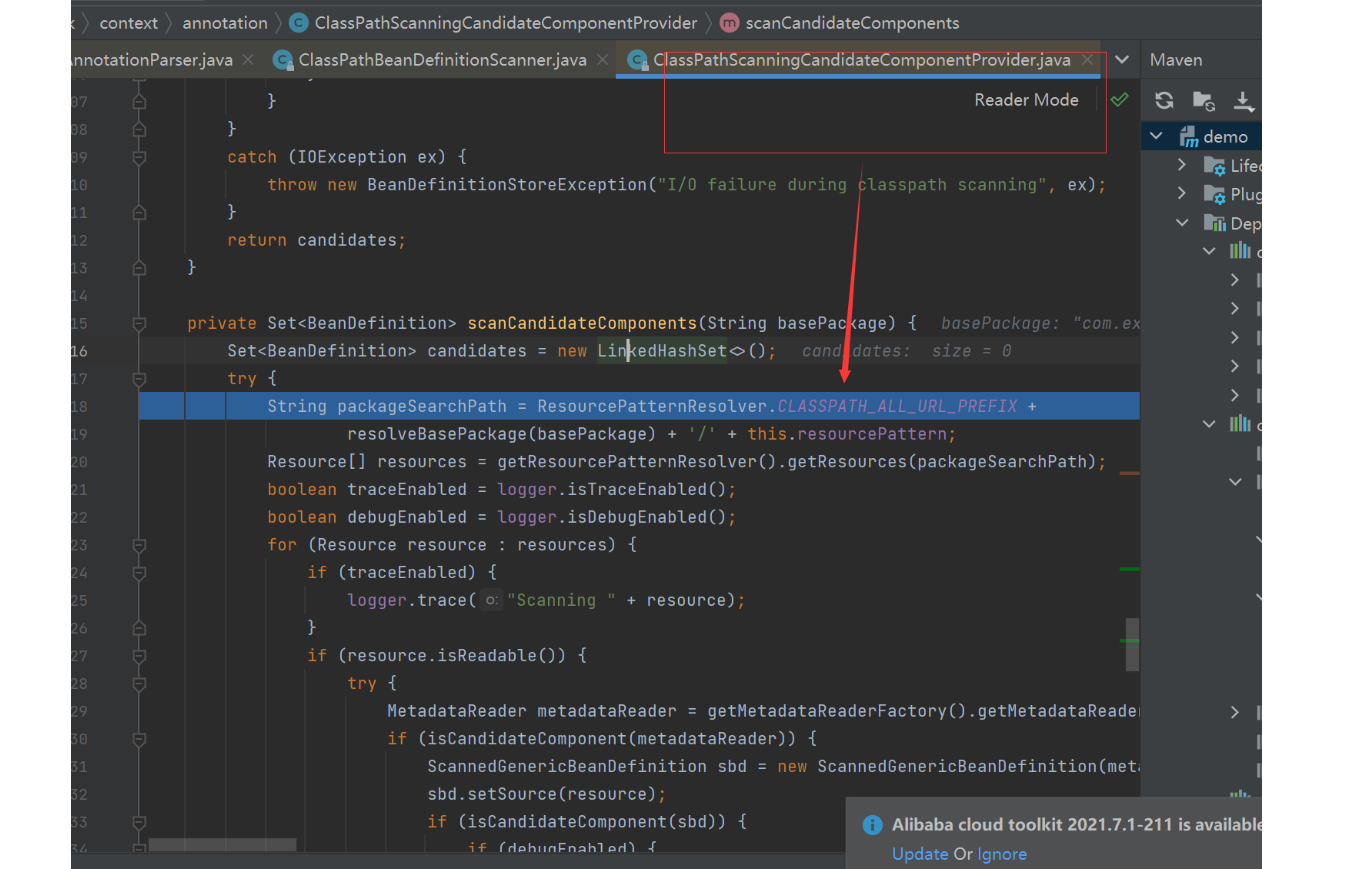 context 〉 annotation 〉 ClassPathScanningCandidateComponentProvider 〉 m scanCandidateComponents
AnnotationParser.java ClassPathBeanDefinitionScanner.java ClassPathScanningCandidateComponentProvider.java Maven
Reader Mode
07 }
08 }
09 catch (IOException ex) {
10 throw new BeanDefinitionStoreException("I/O failure during classpath scanning", ex);
11 }
12 return candidates;
13 }
14
15 private Set<BeanDefinition> scanCandidateComponents(String basePackage) { basePackage: "com.ex
16 Set<BeanDefinition> candidates = new LinkedHashSet<>(); candidates: size = 0
17 try {
18 String packageSearchPath = ResourcePatternResolver.CLASSPATH_ALL_URL_PREFIX +
19 resolveBasePackage(basePackage) + '/' + this.resourcePattern;
20 Resource[] resources = getResourcePatternResolver().getResources(packageSearchPath);
21 boolean traceEnabled = logger.isTraceEnabled();
22 boolean debugEnabled = logger.isDebugEnabled();
23 for (Resource resource : resources) {
24 if (traceEnabled) {
25 logger.trace( o: "Scanning " + resource);
26 }
27 if (resource.isReadable()) {
28 try {
29 MetadataReader metadataReader = getMetadataReaderFactory().getMetadataReader
30 if (isCandidateComponent(metadataReader)) {
31 ScannedGenericBeanDefinition sbd = new ScannedGenericBeanDefinition(meta
32 sbd.setSource(resource);
33 if (isCandidateComponent(sbd)) {
34 if (debugEnabled) {
demo
Lifec
Plug
Dep
Alibaba cloud toolkit 2021.7.1-211 is available
Update Or Ignore